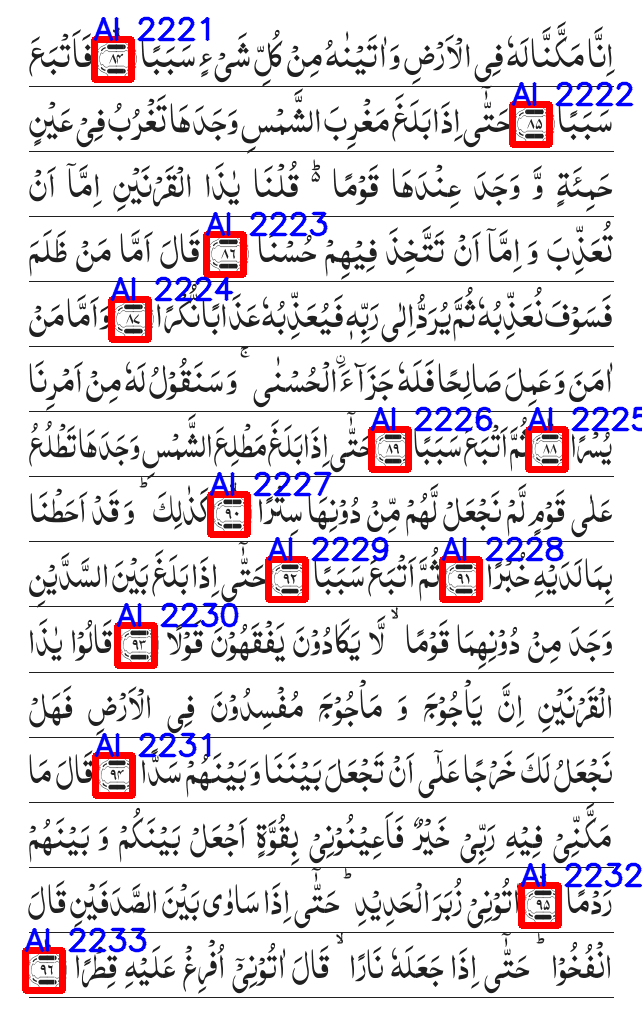 اِنَّا مَكَّنَّا لَهٗ فِی الْاَرْضِ وَاٰتَیْنٰهُ مِنْ كُلِّ شَیْءٍ سَبَبًا ﴿۸۴﴾ AI 2221 فَاَتْبَعَ
سَبَبًا ﴿۸۵﴾ AI 2222 حَتّٰۤی اِذَا بَلَغَ مَغْرِبَ الشَّمْسِ وَجَدَهَا تَغْرُبُ فِیْ عَیْنٍ
حَمِئَةٍ وَّ وَجَدَ عِنْدَهَا قَوْمًا ؕ قُلْنَا یٰذَا الْقَرْنَیْنِ اِمَّاۤ اَنْ
تُعَذِّبَ وَ اِمَّاۤ اَنْ تَتَّخِذَ فِیْهِمْ حُسْنًا ﴿۸۶﴾ AI 2223 قَالَ اَمَّا مَنْ ظَلَمَ
فَسَوْفَ نُعَذِّبُهٗ ثُمَّ یُرَدُّ اِلٰی رَبِّهٖ فَیُعَذِّبُهٗ عَذَابًا نُّكْرًا ﴿۸۷﴾ AI 2224 وَ اَمَّا مَنْ
اٰمَنَ وَعَمِلَ صَالِحًا فَلَهٗ جَزَآءَۨ الْحُسْنٰی ۚ وَسَنَقُوْلُ لَهٗ مِنْ اَمْرِنَا
یُسْرًا ﴿۸۸﴾ AI 2225 ثُمَّ اَتْبَعَ سَبَبًا ﴿۸۹﴾ AI 2226 حَتّٰۤی اِذَا بَلَغَ مَطْلِعَ الشَّمْسِ وَجَدَهَا تَطْلُعُ
عَلٰی قَوْمٍ لَّمْ نَجْعَلْ لَّهُمْ مِّنْ دُوْنِهَا سِتْرًا ﴿۹۰﴾ AI 2227 كَذٰلِكَ ؕ وَ قَدْ اَحَطْنَا
بِمَا لَدَیْهِ خُبْرًا ﴿۹۱﴾ AI 2228 ثُمَّ اَتْبَعَ سَبَبًا ﴿۹۲﴾ AI 2229 حَتّٰۤی اِذَا بَلَغَ بَیْنَ السَّدَّیْنِ
وَجَدَ مِنْ دُوْنِهِمَا قَوْمًا ۙ لَّا یَكَادُوْنَ یَفْقَهُوْنَ قَوْلًا ﴿۹۳﴾ AI 2230 قَالُوْا یٰذَا
الْقَرْنَیْنِ اِنَّ یَاْجُوْجَ وَ مَاْجُوْجَ مُفْسِدُوْنَ فِی الْاَرْضِ فَهَلْ
نَجْعَلُ لَكَ خَرْجًا عَلٰۤی اَنْ تَجْعَلَ بَیْنَنَا وَبَیْنَهُمْ سَدًّا ﴿۹۴﴾ AI 2231 قَالَ مَا
مَكَّنِّیْ فِیْهِ رَبِّیْ خَیْرٌ فَاَعِیْنُوْنِیْ بِقُوَّةٍ اَجْعَلْ بَیْنَكُمْ وَ بَیْنَهُمْ
رَدْمًا ﴿۹۵﴾ AI 2232 اٰتُوْنِیْ زُبَرَ الْحَدِیْدِ ؕ حَتّٰۤی اِذَا سَاوٰی بَیْنَ الصَّدَفَیْنِ قَالَ
انْفُخُوْا ؕ حَتّٰۤی اِذَا جَعَلَهٗ نَارًا ۙ قَالَ اٰتُوْنِیْۤ اُفْرِغْ عَلَیْهِ قِطْرًا ﴿۹۶﴾ AI 2233